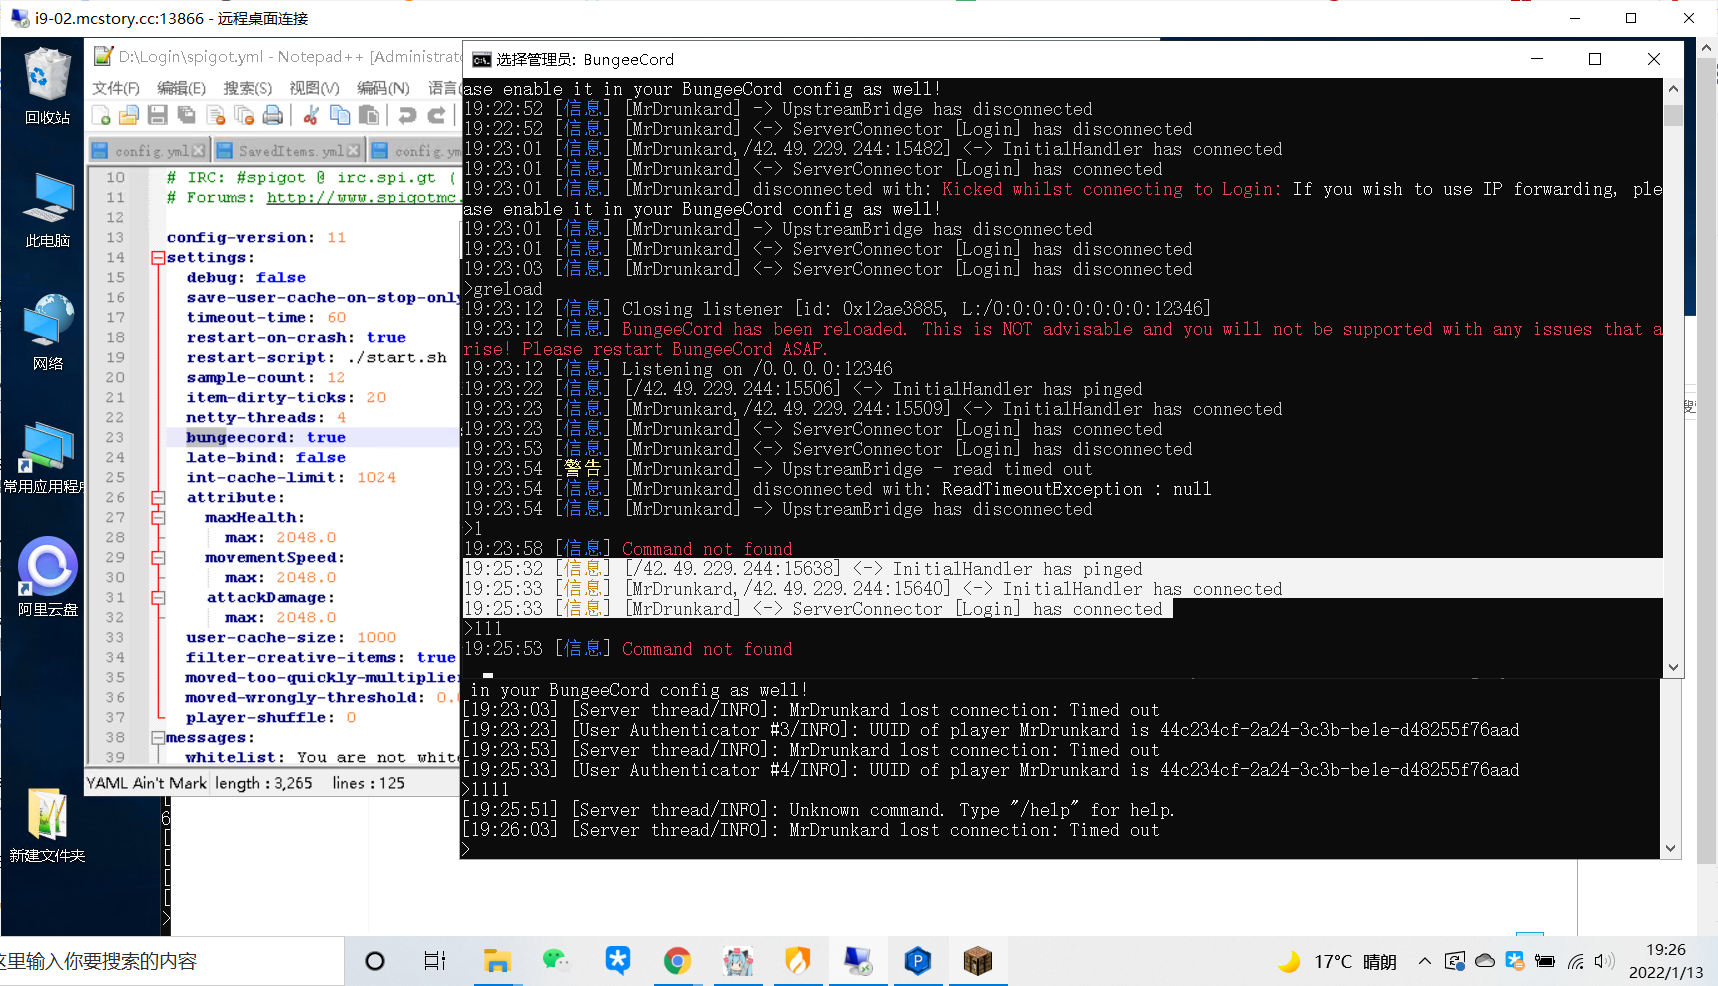 i9-02.mcstory.cc:13866 - 远程桌面连接
回收站
此电脑
网络
常用应用程序
阿里云盘
新建文件夹
D:\Login\spigot.yml - Notepad++ [Administrato
文件(F) 编辑(E) 搜索(S) 视图(V) 编码(N) 语言
config.yml SavedItems.yml config.ym
10 # IRC: #spigot @ irc.spi.gt (
11 # Forums: http://www.spigotmc.
12
13 config-version: 11
14 settings:
15 debug: false
16 save-user-cache-on-stop-only
17 timeout-time: 60
18 restart-on-crash: true
19 restart-script: ./start.sh
20 sample-count: 12
21 item-dirty-ticks: 20
22 netty-threads: 4
23 bungeecord: true
24 late-bind: false
25 int-cache-limit: 1024
26 attribute:
27 maxHealth:
28 max: 2048.0
29 movementSpeed:
30 max: 2048.0
31 attackDamage:
32 max: 2048.0
33 user-cache-size: 1000
34 filter-creative-items: true
35 moved-too-quickly-multiplier
36 moved-wrongly-threshold: 0.0
37 player-shuffle: 0
38 messages:
39 whitelist: You are not white
YAML Ain't Mark length : 3,265 lines : 125
选择管理员: BungeeCord
ase enable it in your BungeeCord config as well!
19:22:52 [信息] [MrDrunkard] -> UpstreamBridge has disconnected
19:22:52 [信息] [MrDrunkard] <-> ServerConnector [Login] has disconnected
19:23:01 [信息] [MrDrunkard,/42.49.229.244:15482] <-> InitialHandler has connected
19:23:01 [信息] [MrDrunkard] <-> ServerConnector [Login] has connected
19:23:01 [信息] [MrDrunkard] disconnected with: Kicked whilst connecting to Login: If you wish to use IP forwarding, ple
ase enable it in your BungeeCord config as well!
19:23:01 [信息] [MrDrunkard] -> UpstreamBridge has disconnected
19:23:01 [信息] [MrDrunkard] <-> ServerConnector [Login] has disconnected
19:23:03 [信息] [MrDrunkard] <-> ServerConnector [Login] has disconnected
>greload
19:23:12 [信息] Closing listener [id: 0x12ae3885, L:/0:0:0:0:0:0:0:0:12346]
19:23:12 [信息] BungeeCord has been reloaded. This is NOT advisable and you will not be supported with any issues that a
rise! Please restart BungeeCord ASAP.
19:23:12 [信息] Listening on /0.0.0.0:12346
19:23:22 [信息] [/42.49.229.244:15506] <-> InitialHandler has pinged
19:23:23 [信息] [MrDrunkard,/42.49.229.244:15509] <-> InitialHandler has connected
19:23:23 [信息] [MrDrunkard] <-> ServerConnector [Login] has connected
19:23:53 [信息] [MrDrunkard] <-> ServerConnector [Login] has disconnected
19:23:54 [警告] [MrDrunkard] -> UpstreamBridge - read timed out
19:23:54 [信息] [MrDrunkard] disconnected with: ReadTimeoutException : null
19:23:54 [信息] [MrDrunkard] -> UpstreamBridge has disconnected
>l
19:23:58 [信息] Command not found
19:25:32 [信息] [/42.49.229.244:15638] <-> InitialHandler has pinged
19:25:33 [信息] [MrDrunkard,/42.49.229.244:15640] <-> InitialHandler has connected
19:25:33 [信息] [MrDrunkard] <-> ServerConnector [Login] has connected
>lll
19:25:53 [信息] Command not found
in your BungeeCord config as well!
[19:23:03] [Server thread/INFO]: MrDrunkard lost connection: Timed out
[19:23:23] [User Authenticator #3/INFO]: UUID of player MrDrunkard is 44c234cf-2a24-3c3b-be1e-d48255f76aad
[19:23:53] [Server thread/INFO]: MrDrunkard lost connection: Timed out
[19:25:33] [User Authenticator #4/INFO]: UUID of player MrDrunkard is 44c234cf-2a24-3c3b-be1e-d48255f76aad
>llll
[19:25:51] [Server thread/INFO]: Unknown command. Type "/help" for help.
[19:26:03] [Server thread/INFO]: MrDrunkard lost connection: Timed out
>
这里输入你要搜索的内容
17°C 晴朗
19:26
2022/1/13